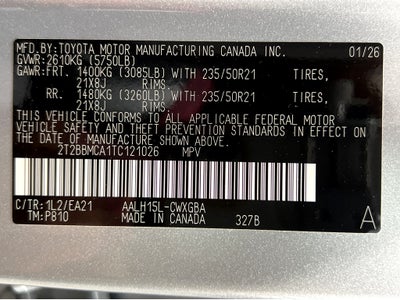 MFD.BY:TOYOTA MOTOR MANUFACTURING CANADA INC. 01/26
GVWR:2610KG (5750LB)
GAWR:FRT. 1400KG (3085LB) WITH 235/50R21 TIRES,
21X8J RIMS.
RR. 1480KG (3260LB) WITH 235/50R21 TIRES,
21X8J RIMS.
THIS VEHICLE CONFORMS TO ALL APPLICABLE FEDERAL MOTOR
VEHICLE SAFETY AND THEFT PREVENTION STANDARDS IN EFFECT
ON THE DATE OF MANUFACTURE SHOWN ABOVE.
2T2BBMCA1TC121026 MPV
C/TR:1L2/EA21 AALH15L-CWXGBA
TM:P810 327B A